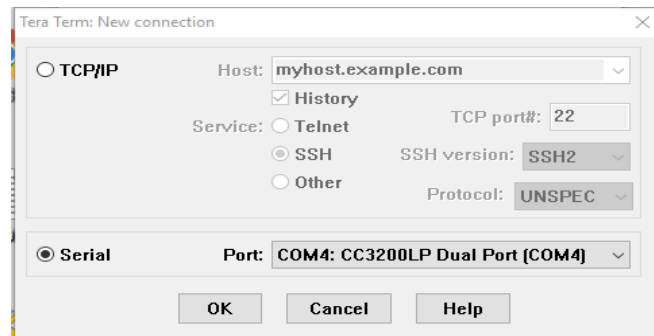 Tera Term: New connection
TCP/IP Host: myhost.example.com
History
Service: Telnet TCP port#: 22
SSH SSH version: SSH2
Other Protocol: UNSPEC
Serial Port: COM4: CC3200LP Dual Port (COM4)
OK Cancel Help